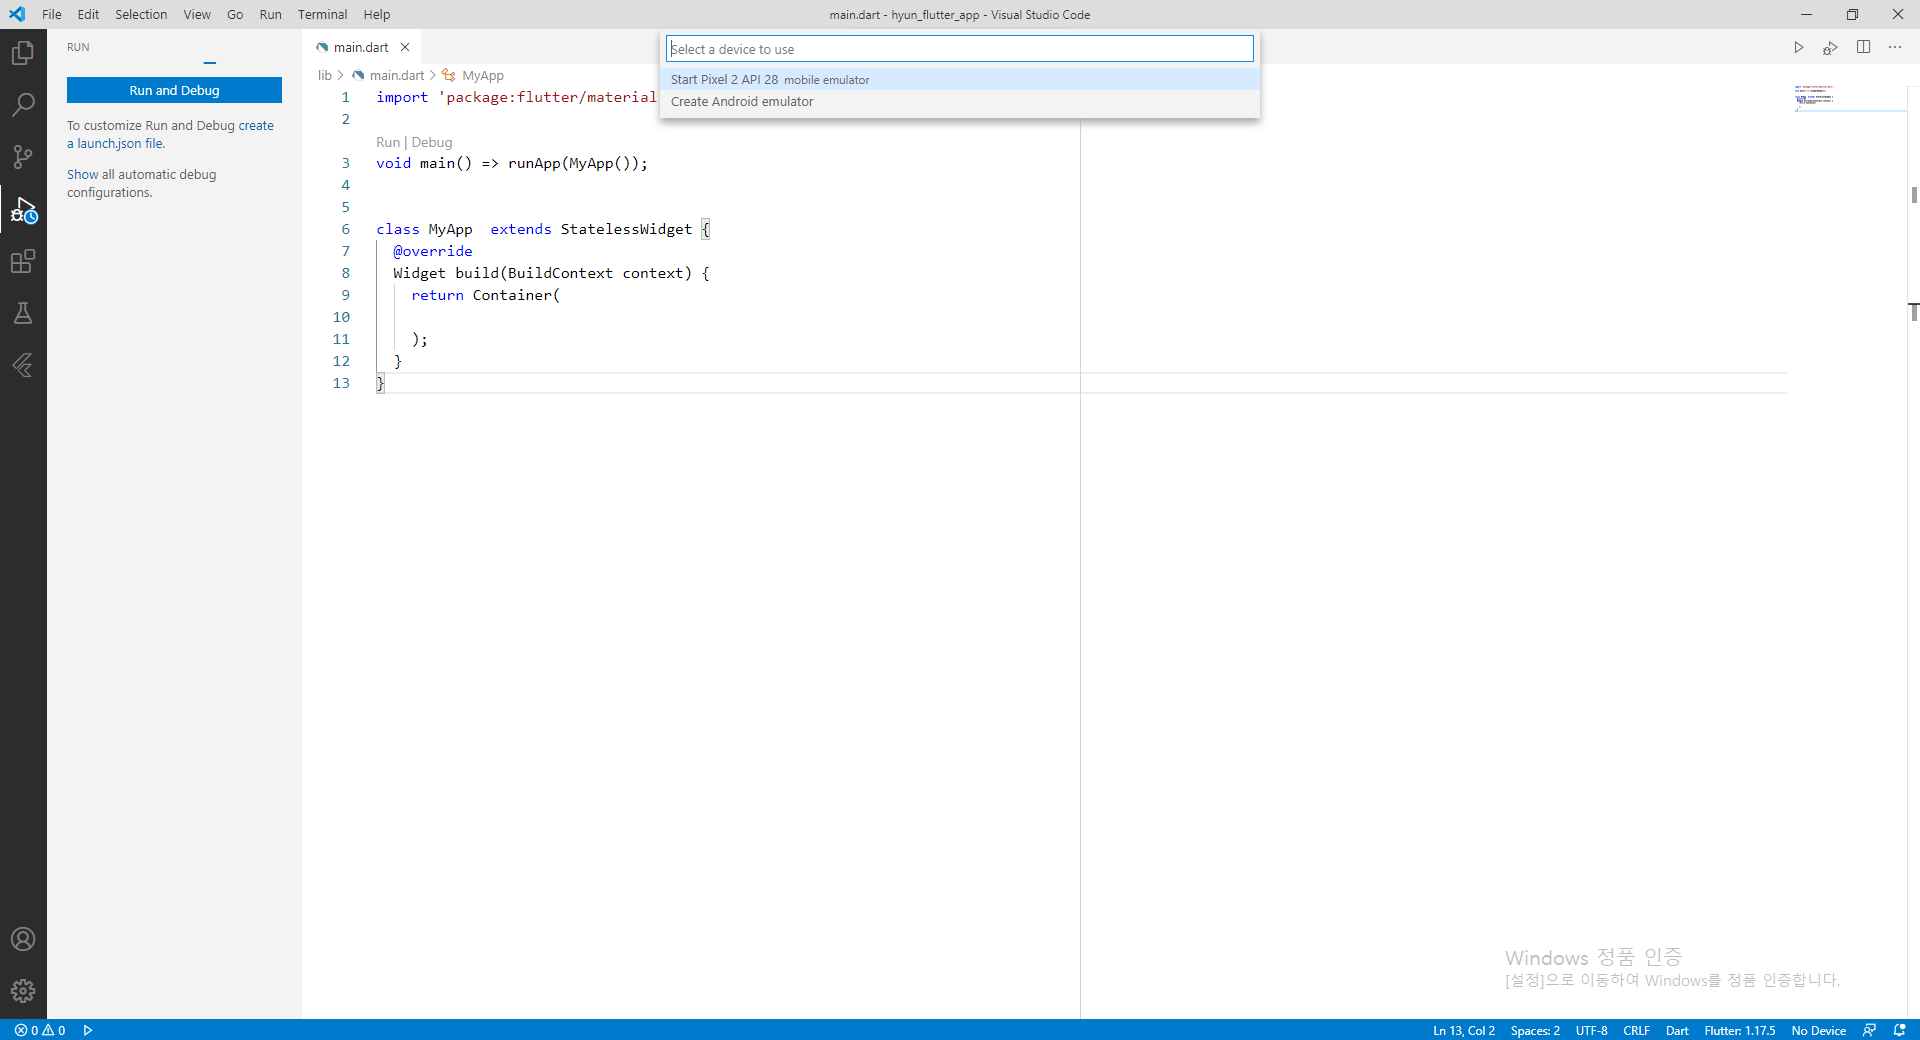 File Edit Selection View Go Run Terminal Help
main.dart - hyun_flutter_app - Visual Studio Code
RUN
Run and Debug
To customize Run and Debug create
a launch.json file.
Show all automatic debug
configurations.
main.dart
Select a device to use
Start Pixel 2 API 28 mobile emulator
Create Android emulator
lib > main.dart > MyApp
1 import 'package:flutter/material
2
Run | Debug
3 void main() => runApp(MyApp());
4
5
6 class MyApp  extends StatelessWidget {
7 @override
8 Widget build(BuildContext context) {
9 return Container(
10
11 );
12 }
13 }
Windows 정품 인증
[설정]으로 이동하여 Windows를 정품 인증합니다.
0 0
Ln 13, Col 2 Spaces: 2 UTF-8 CRLF Dart Flutter: 1.17.5 No Device